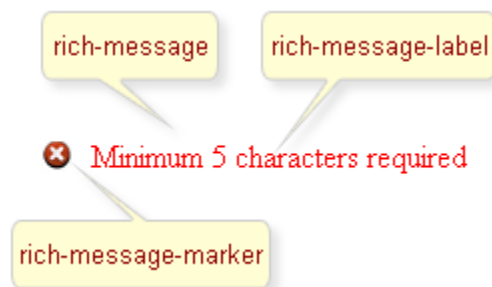 rich-message
rich-message-label
Minimum 5 characters required
rich-message-marker